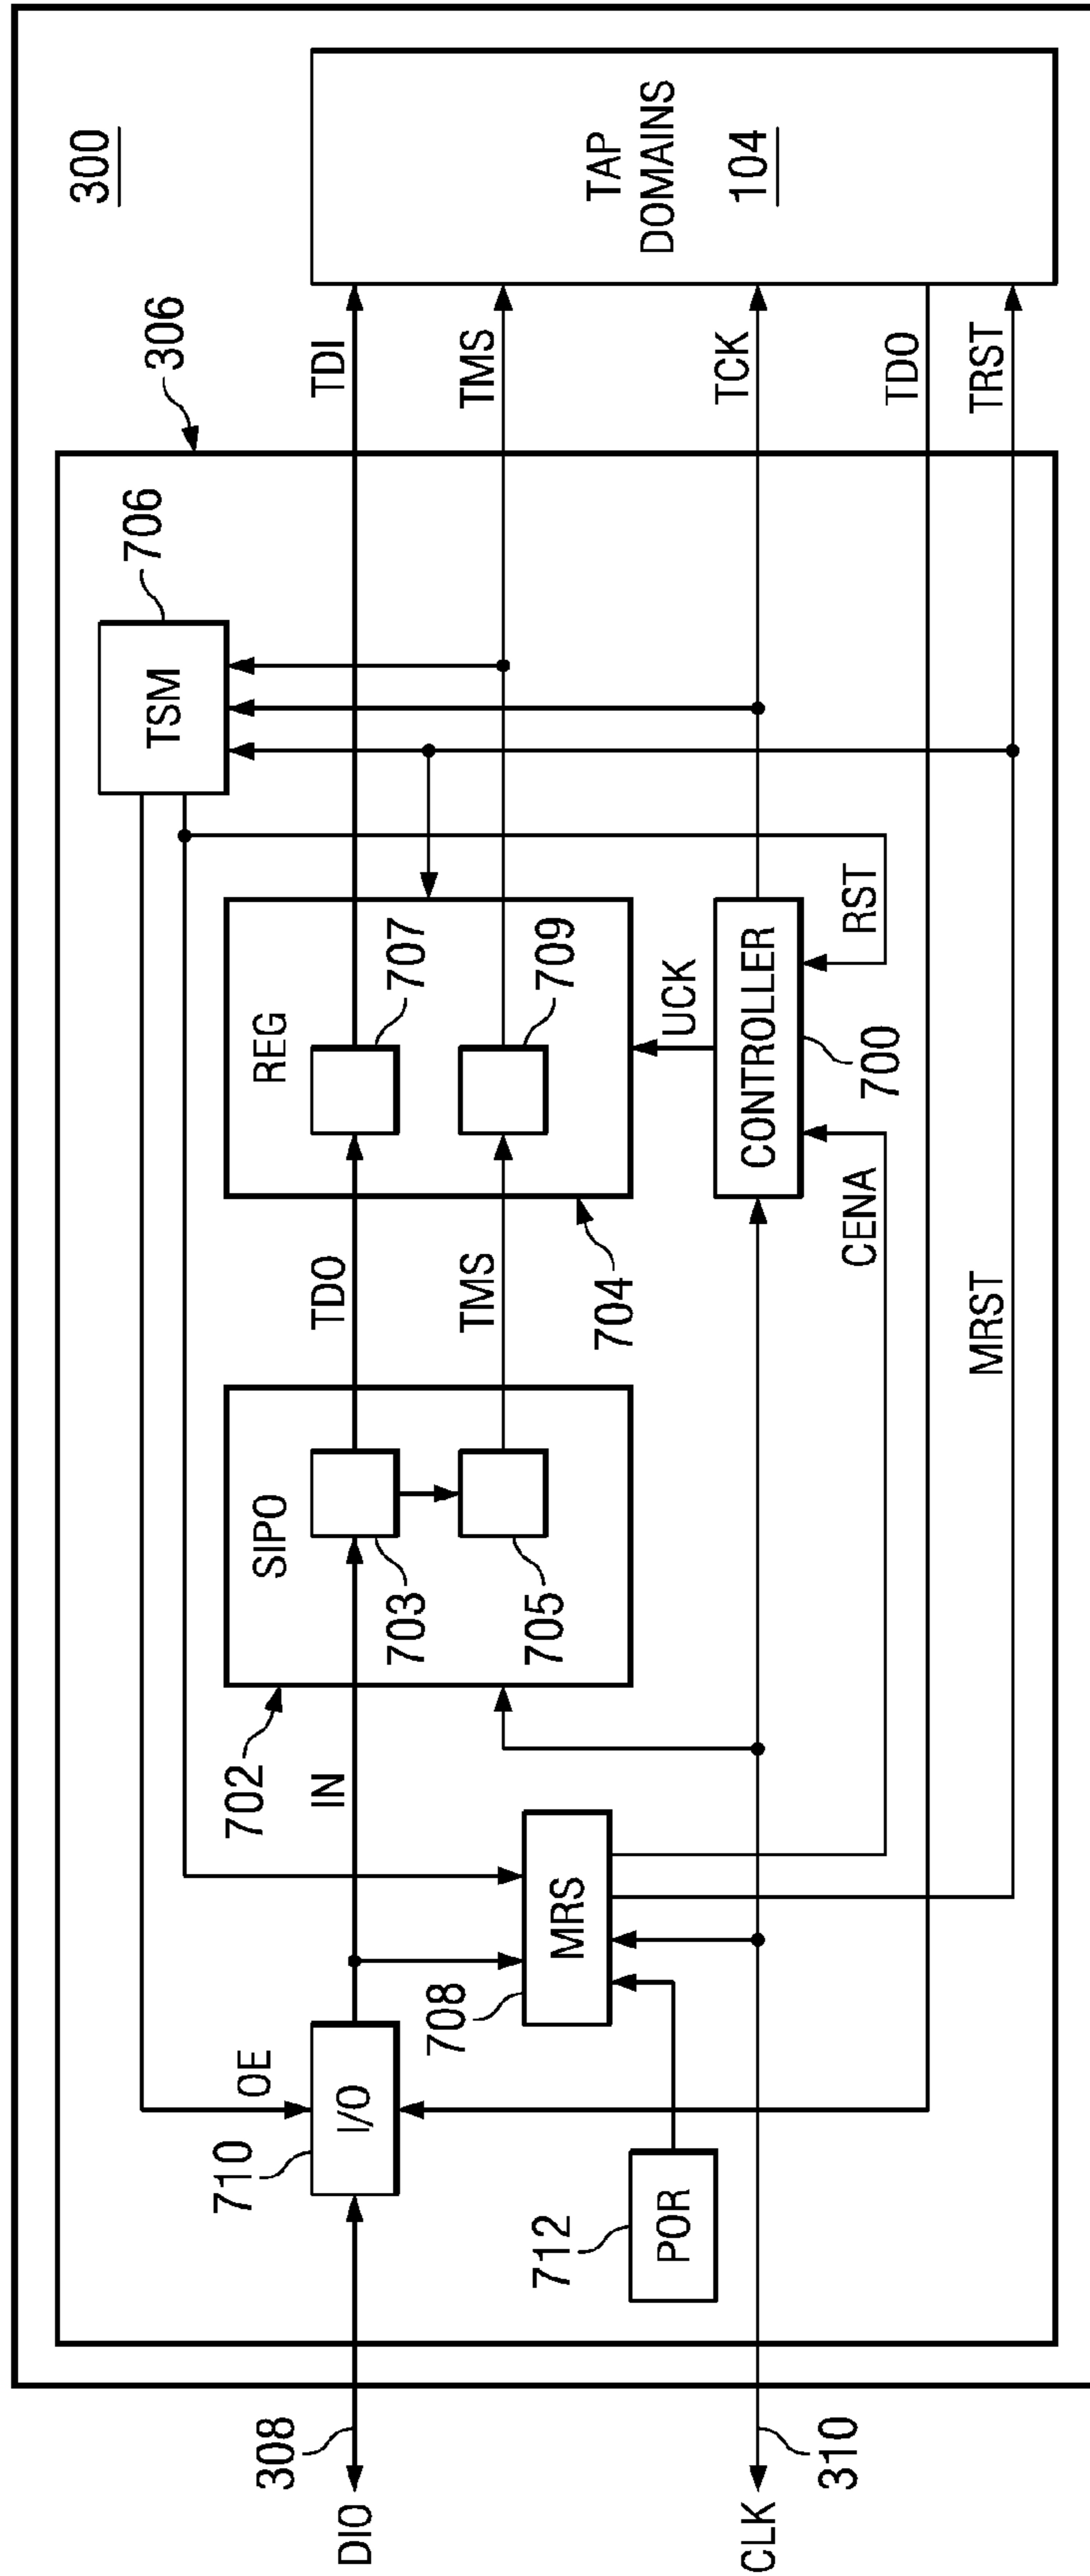 300
306
706
TSM
TAP
DOMAINS
104
TDI
TMS
TCK
TDO
TRST
REG
707
709
UCK
CONTROLLER
700
RST
CENA
MRST
704
TDO
TMS
SIPO
703
705
702
IN
MRS
708
OE
I/O
710
POR
712
308
DIO
310
CLK